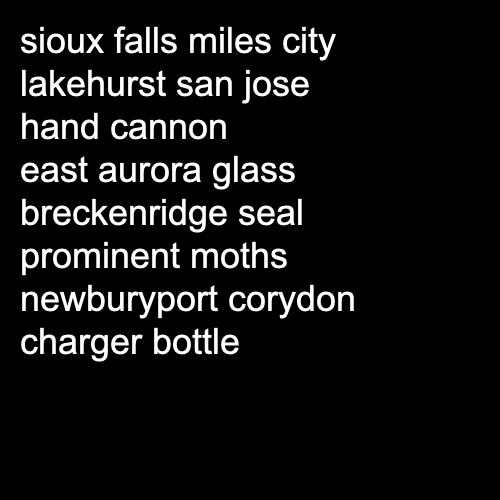 sioux falls miles city
lakehurst san jose
hand cannon
east aurora glass
breckenridge seal
prominent moths
newburyport corydon
charger bottle